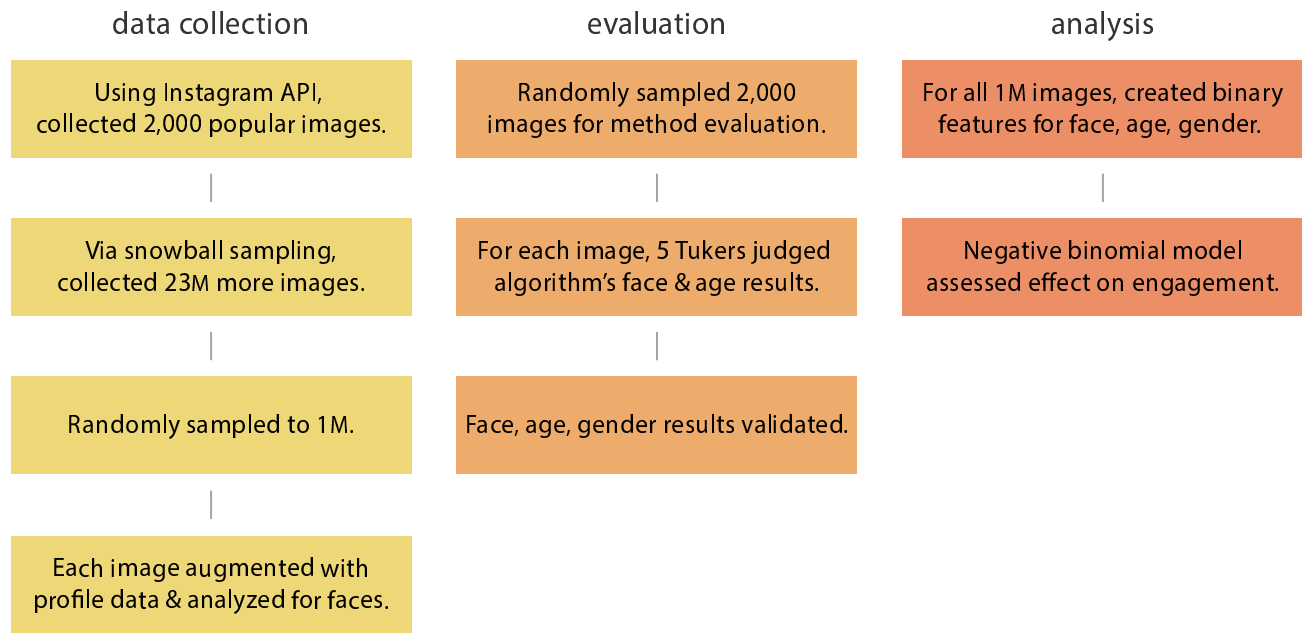 data collection
Using Instagram API,
collected 2,000 popular images.
Via snowball sampling,
collected 23M more images.
Randomly sampled to 1M.
Each image augmented with
profile data & analyzed for faces.
evaluation
Randomly sampled 2,000
images for method evaluation.
For each image, 5 Tukers judged
algorithm’s face & age results.
Face, age, gender results validated.
analysis
For all 1M images, created binary
features for face, age, gender.
Negative binomial model
assessed effect on engagement.